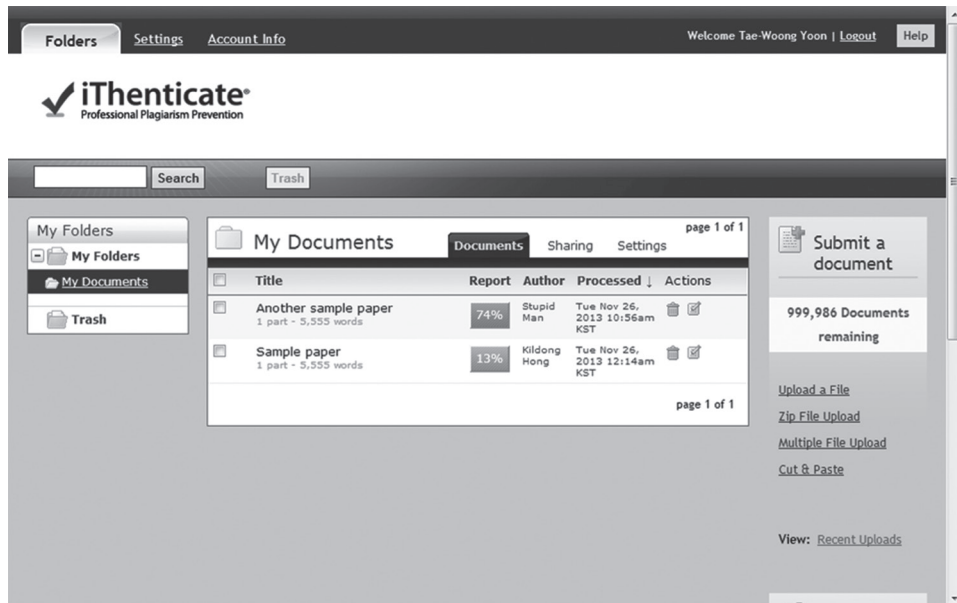 Folders Settings Account Info Welcome Tae-Woong Yoon | Logout Help
iThenticate®
Professional Plagiarism Prevention
Search Trash
My Folders
My Folders
My Documents
Trash
My Documents Documents Sharing Settings page 1 of 1
Title Report Author Processed ↓ Actions
Another sample paper
1 part - 5,555 words
74%
Stupid
Man
Tue Nov 26,
2013 10:56am
KST
Sample paper
1 part - 5,555 words
13%
Kildong
Hong
Tue Nov 26,
2013 12:14am
KST
page 1 of 1
Submit a
document
999,986 Documents
remaining
Upload a File
Zip File Upload
Multiple File Upload
Cut & Paste
View: Recent Uploads